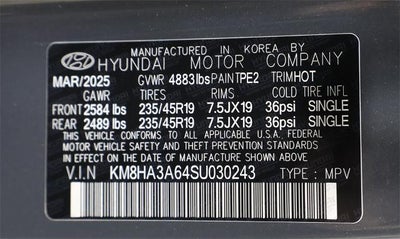 MANUFACTURED IN KOREA BY
HYUNDAI MOTOR COMPANY
MAR/2025 GVWR 4883lbs PAINT PE2 TRIM HOT
GAWR TIRES RIMS COLD TIRE INFL PSI
FRONT 2584 lbs 235/45R19 7.5JX19 36psi SINGLE
REAR 2489 lbs 235/45R19 7.5JX19 36psi SINGLE
THIS VEHICLE CONFORMS TO ALL APPLICABLE U.S.A. FEDERAL
MOTOR VEHICLE SAFETY AND THEFT PREVENTION STANDARDS
IN EFFECT ON THE DATE OF MANUFACTURE SHOWN ABOVE.
V.I.N KM8HA3A64SU030243 TYPE : MPV